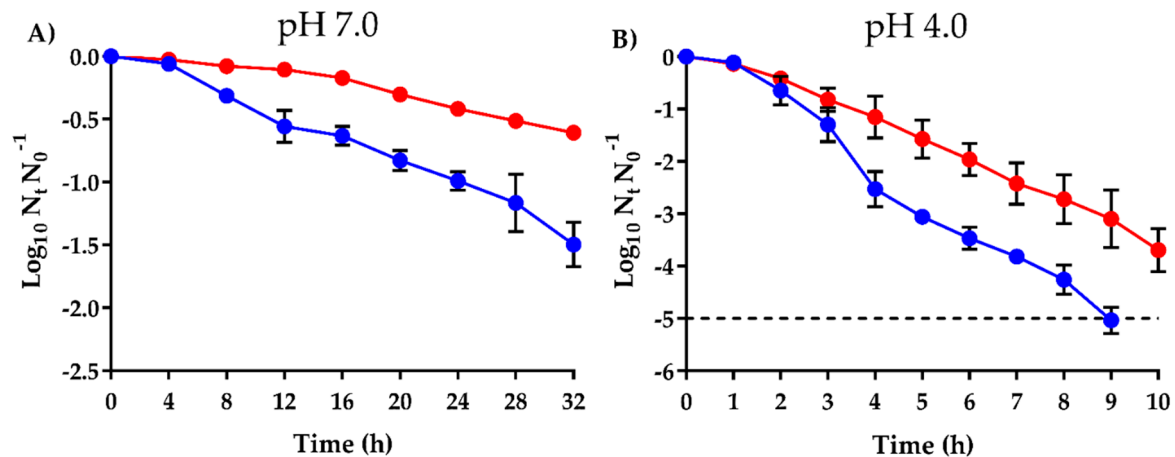 A)
pH 7.0
Log10 Nt N0-1
0.0
-0.5
-1.0
-1.5
-2.0
-2.5
0 4 8 12 16 20 24 28 32
Time (h)
B)
pH 4.0
Log10 Nt N0-1
0
-1
-2
-3
-4
-5
-6
0 1 2 3 4 5 6 7 8 9 10
Time (h)